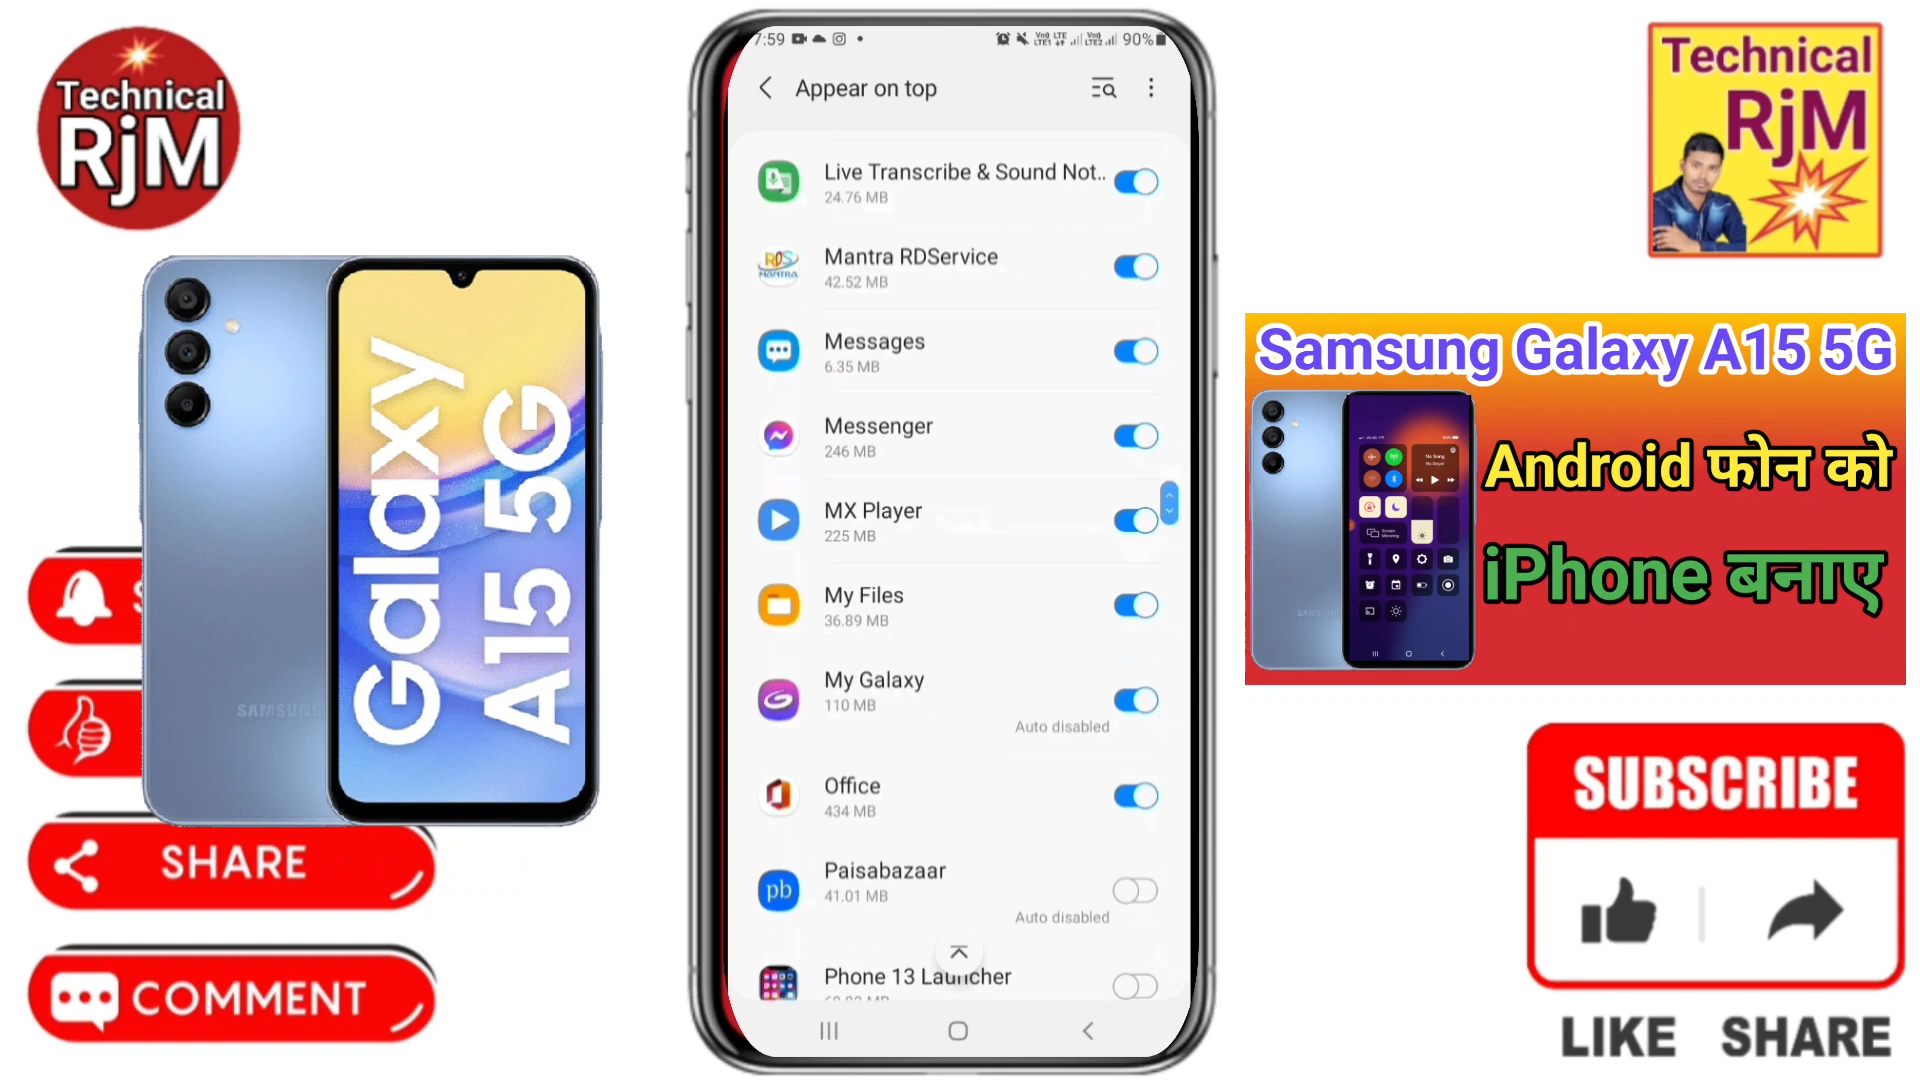 Technical
RjM
Galaxy
A15 5G
SAMSUNG
SHARE
COMMENT
7:59
90%
Appear on top
Live Transcribe & Sound Not..
24.76 MB
RDS
MANTRA
Mantra RDService
42.52 MB
Messages
6.35 MB
Messenger
246 MB
MX Player
225 MB
My Files
36.89 MB
My Galaxy
110 MB
Auto disabled
Office
434 MB
pb
Paisabazaar
41.01 MB
Auto disabled
Phone 13 Launcher
Technical
RjM
Samsung Galaxy A15 5G
Android फोन को
iPhone बनाए
SUBSCRIBE
LIKE SHARE